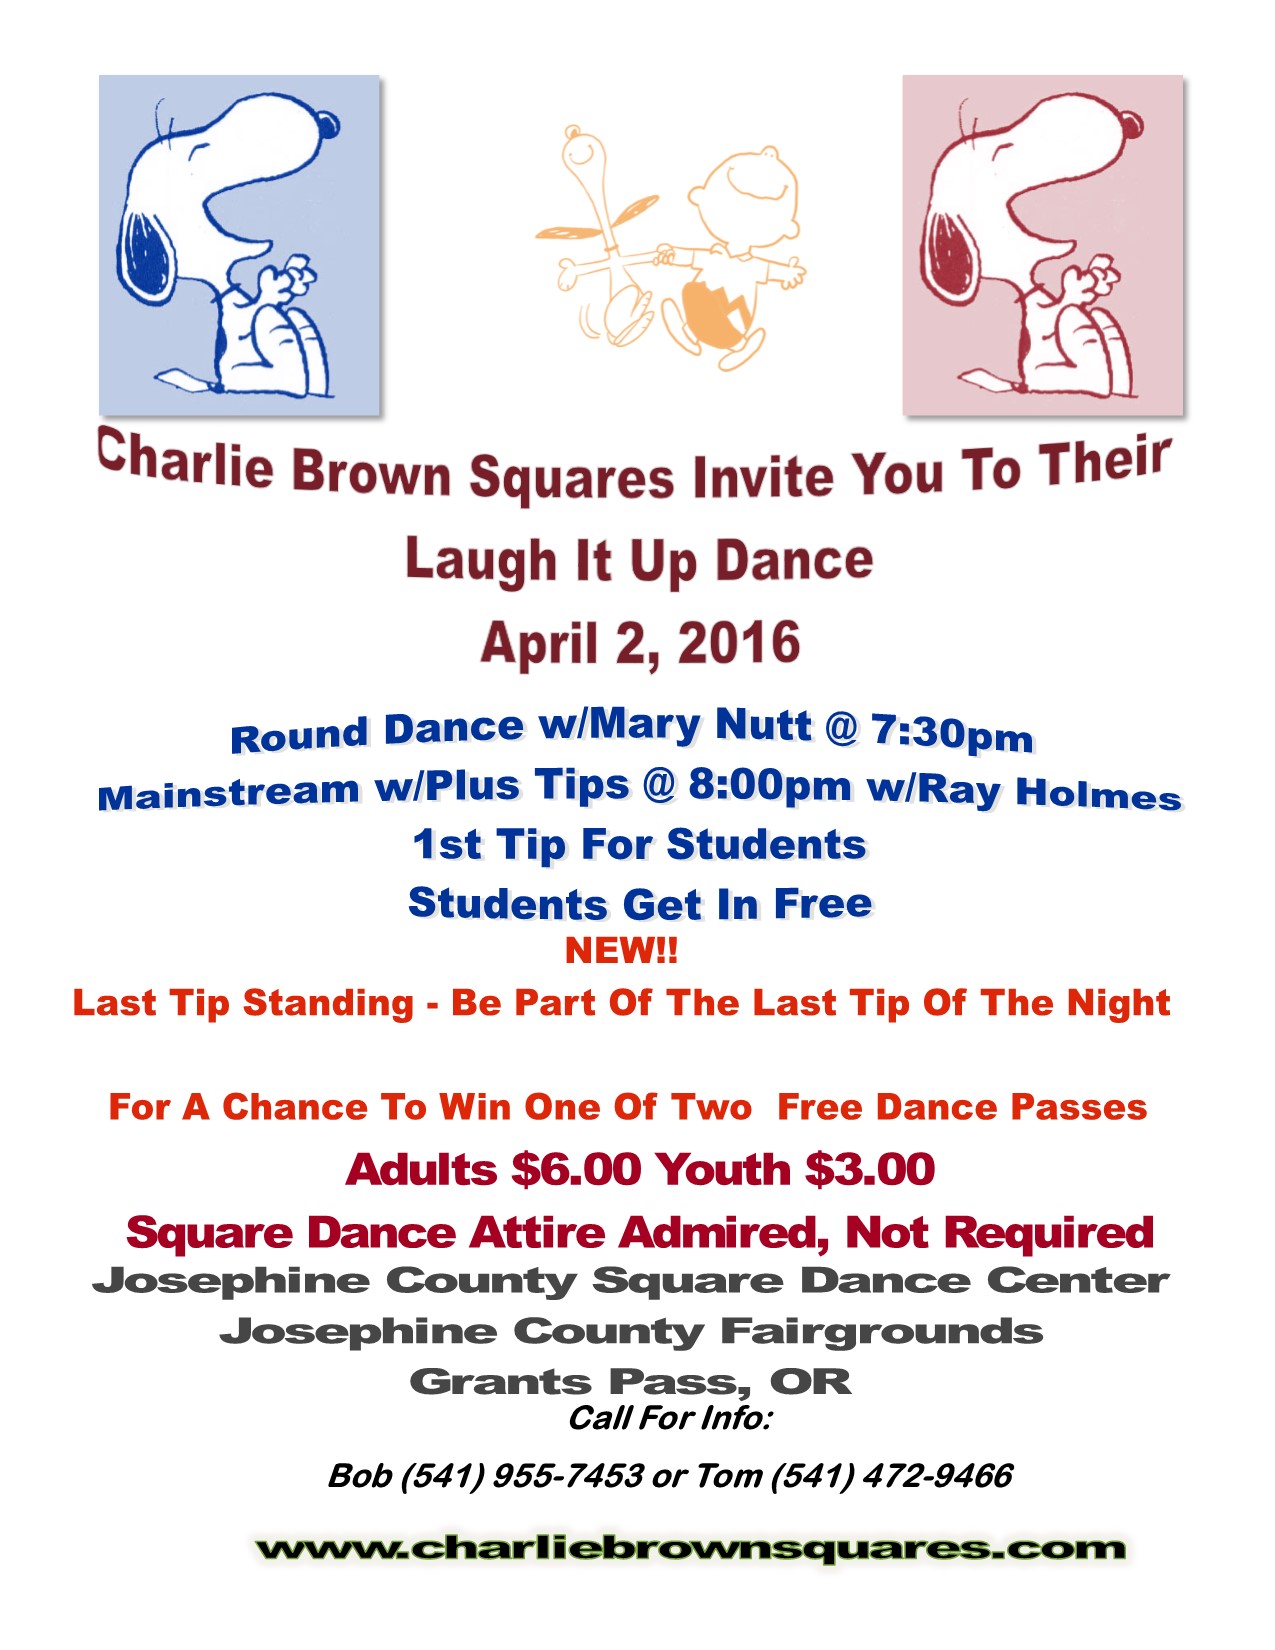 Charlie Brown Squares Invite You To Their
Laugh It Up Dance
April 2, 2016
Round Dance w/Mary Nutt @ 7:30pm
Mainstream w/Plus Tips @ 8:00pm w/Ray Holmes
1st Tip For Students
Students Get In Free
NEW!!
Last Tip Standing - Be Part Of The Last Tip Of The Night
For A Chance To Win One Of Two  Free Dance Passes
Adults $6.00 Youth $3.00
Square Dance Attire Admired, Not Required
Josephine County Square Dance Center
Josephine County Fairgrounds
Grants Pass, OR
Call For Info:
Bob (541) 955-7453 or Tom (541) 472-9466
www.charliebrownsquares.com